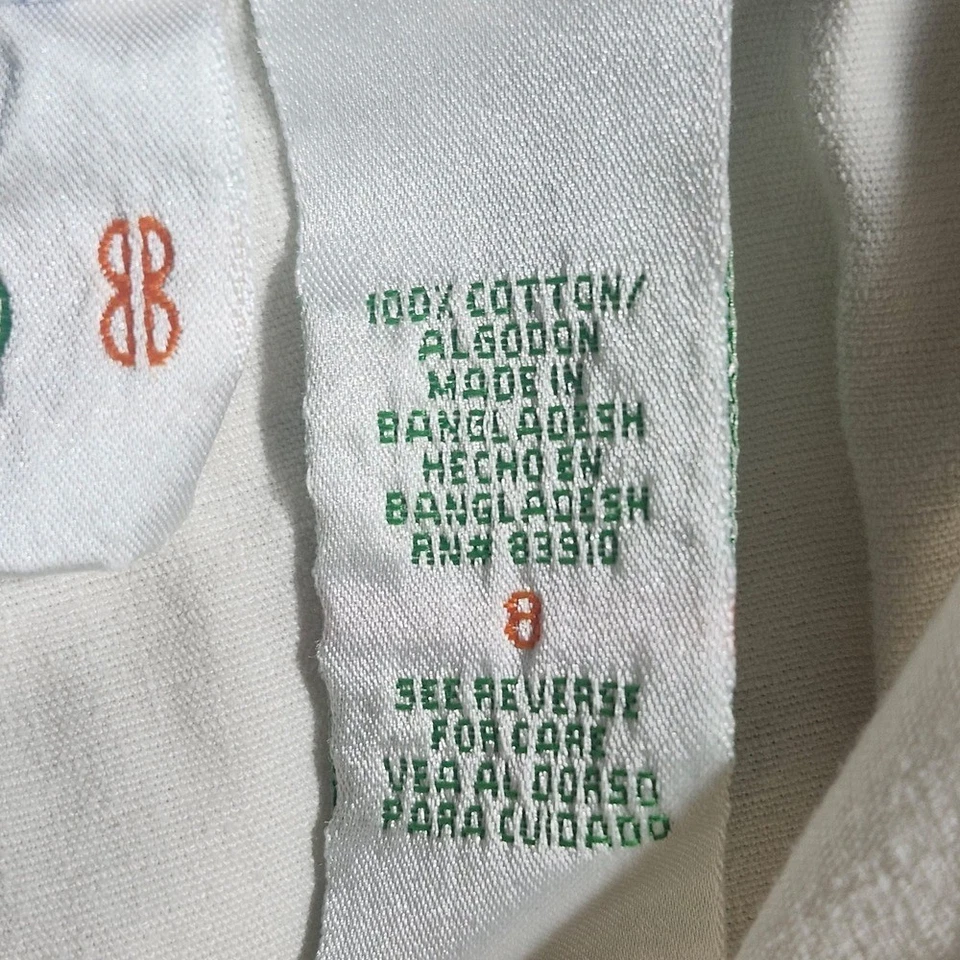 100% COTTON/
ALGODON
MADE IN
BANGLADESH
HECHO EN
BANGLADESH
RN# 83910
8
SEE REVERSE
FOR CARE
VEA AL DORSO
PARA CUIDADO